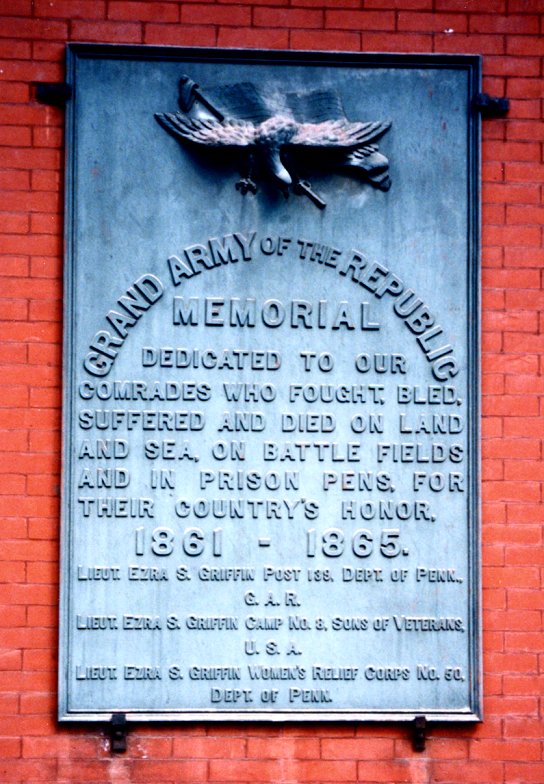 GRAND ARMY OF THE REPUBLIC
MEMORIAL
DEDICATED TO OUR
COMRADES WHO FOUGHT, BLED,
SUFFERED AND DIED ON LAND
AND SEA, ON BATTLE FIELDS
AND IN PRISON PENS, FOR
THEIR COUNTRY'S HONOR,
1861 - 1865.
LIEUT. EZRA S. GRIFFIN POST 139, DEPT. OF PENN.,
G. A. R.
LIEUT. EZRA S. GRIFFIN CAMP NO. 8, SONS OF VETERANS,
U. S. A.
LIEUT. EZRA S. GRIFFIN WOMEN'S RELIEF CORPS NO. 50,
DEPT. OF PENN.